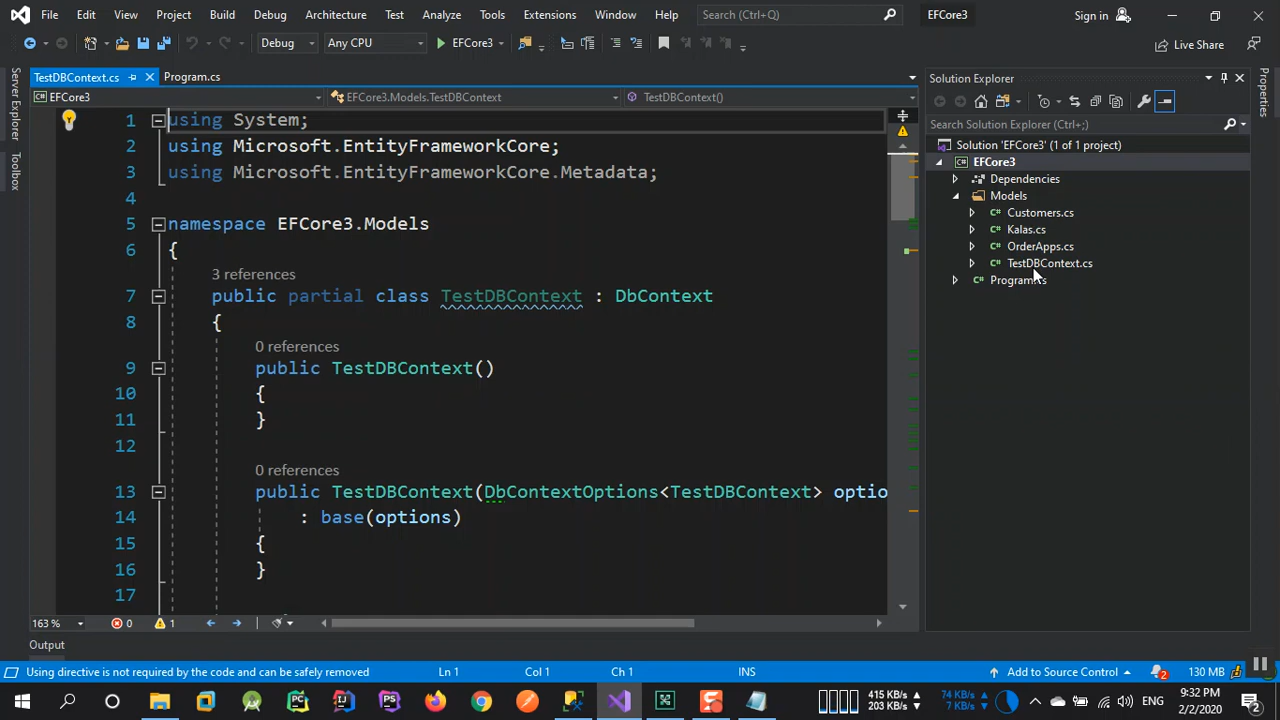 File Edit View Project Build Debug Architecture Test Analyze Tools Extensions Window Help Search (Ctrl+Q) EFCore3 Sign in
Debug Any CPU EFCore3 Live Share
Server Explorer
Toolbox
TestDBContext.cs Program.cs
EFCore3 EFCore3.Models.TestDBContext TestDBContext()
1 using System;
2 using Microsoft.EntityFrameworkCore;
3 using Microsoft.EntityFrameworkCore.Metadata;
4
5 namespace EFCore3.Models
6 {
3 references
7 public partial class TestDBContext : DbContext
8 {
0 references
9 public TestDBContext()
10 {
11 }
12
0 references
13 public TestDBContext(DbContextOptions<TestDBContext> optio
14 : base(options)
15 {
16 }
17
163 % 0 1
Solution Explorer
Search Solution Explorer (Ctrl+;)
Solution 'EFCore3' (1 of 1 project)
EFCore3
Dependencies
Models
Customers.cs
Kalas.cs
OrderApps.cs
TestDBContext.cs
Program.cs
Properties
Output
Using directive is not required by the code and can be safely removed Ln 1 Col 1 Ch 1 INS Add to Source Control 2 130 MB
415 KB/s 74 KB/s ENG 9:32 PM
203 KB/s 7 KB/s 2/2/2020